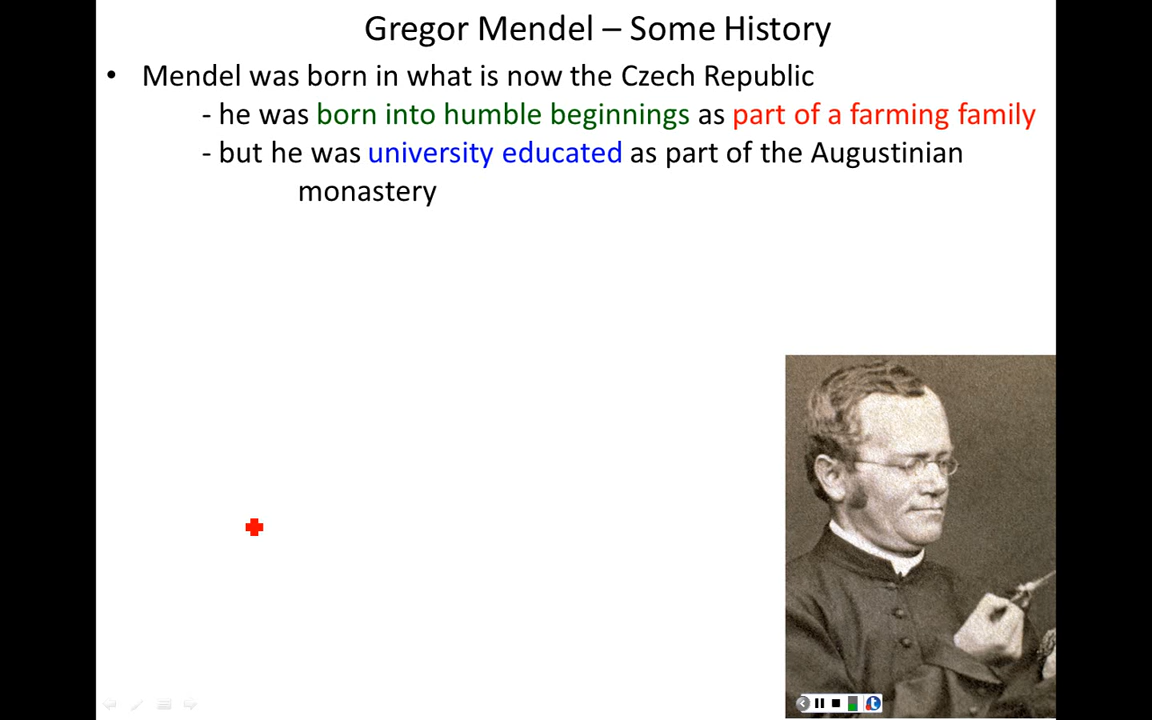 Gregor Mendel – Some History
• Mendel was born in what is now the Czech Republic
- he was born into humble beginnings as part of a farming family
- but he was university educated as part of the Augustinian
monastery